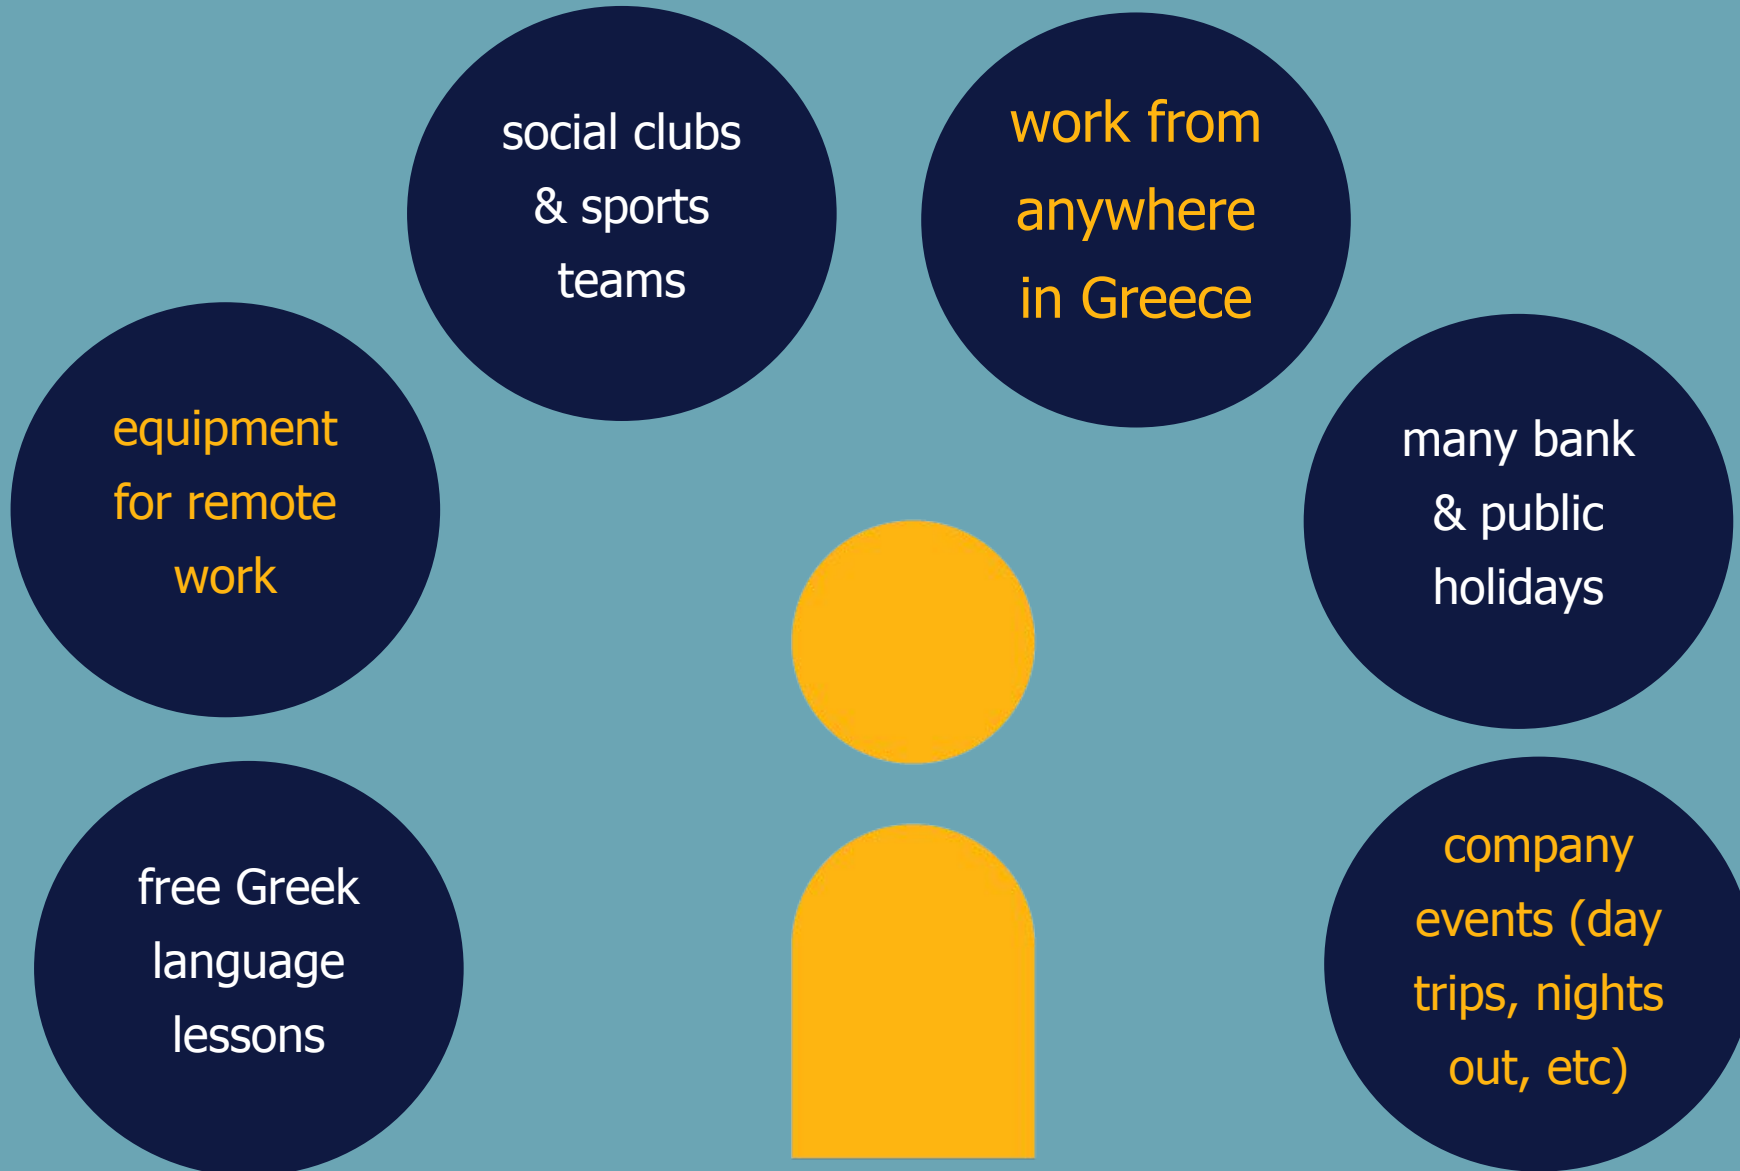 social clubs
& sports
teams
work from
anywhere
in Greece
equipment
for remote
work
many bank
& public
holidays
free Greek
language
lessons
company
events (day
trips, nights
out, etc)